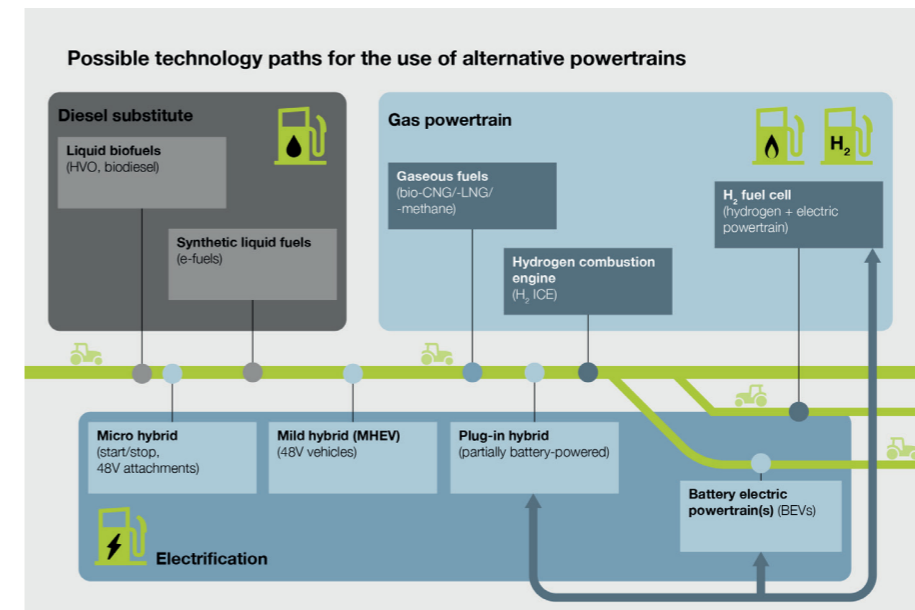 Possible technology paths for the use of alternative powertrains
Diesel substitute
Liquid biofuels
(HVO, biodiesel)
Synthetic liquid fuels
(e-fuels)
Gas powertrain
H₂
Gaseous fuels
(bio-CNG/-LNG/
-methane)
Hydrogen combustion
engine
(H₂ ICE)
H₂ fuel cell
(hydrogen + electric
powertrain)
Micro hybrid
(start/stop,
48V attachments)
Mild hybrid (MHEV)
(48V vehicles)
Plug-in hybrid
(partially battery-powered)
Battery electric
powertrain(s) (BEVs)
Electrification